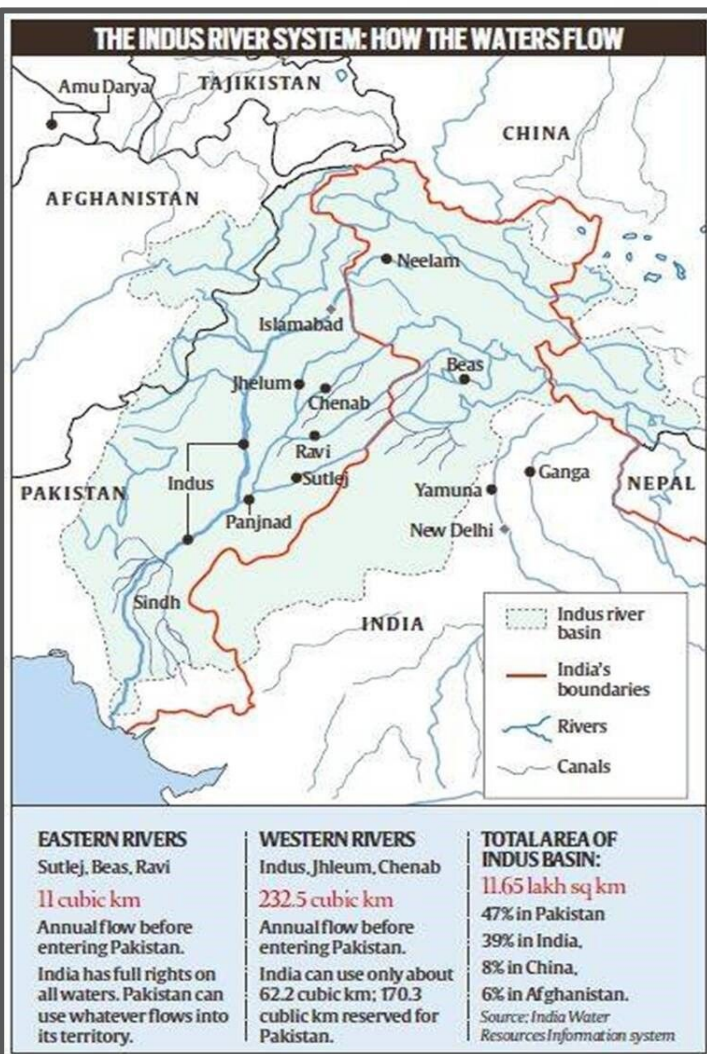 THE INDUS RIVER SYSTEM: HOW THE WATERS FLOW
Amu Darya
TAJIKISTAN
CHINA
AFGHANISTAN
Neelam
Islamabad
Jhelum
Chenab
Beas
Ravi
Sutlej
Indus
PAKISTAN
Panjnad
Yamuna
Ganga
NEPAL
New Delhi
Sindh
INDIA
Indus river
basin
India's
boundaries
Rivers
Canals
EASTERN RIVERS
Sutlej, Beas, Ravi
11 cubic km
Annual flow before
entering Pakistan.
India has full rights on
all waters. Pakistan can
use whatever flows into
its territory.
WESTERN RIVERS
Indus, Jhleum, Chenab
232.5 cubic km
Annual flow before
entering Pakistan.
India can use only about
62.2 cubic km; 170.3
cublic km reserved for
Pakistan.
TOTAL AREA OF
INDUS BASIN:
11.65 lakh sq km
47% in Pakistan
39% in India,
8% in China,
6% in Afghanistan.
Source: India Water
Resources Information system